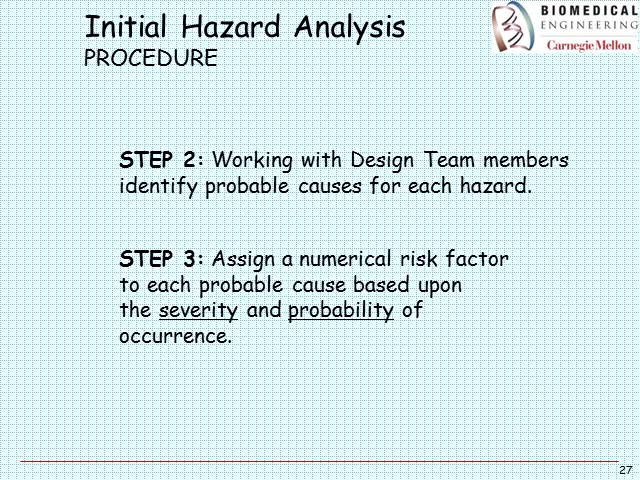 Initial Hazard Analysis
PROCEDURE
BIOMEDICAL
ENGINEERING
Carnegie Mellon
STEP 2: Working with Design Team members
identify probable causes for each hazard.
STEP 3: Assign a numerical risk factor
to each probable cause based upon
the severity and probability of
occurrence.
27